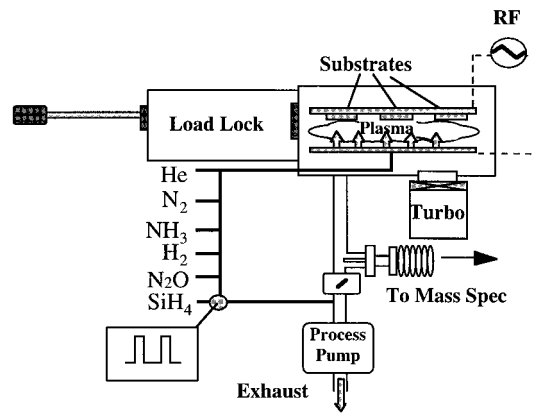 RF
Substrates
Load Lock
Plasma
He
N2
NH3
H2
N2O
SiH4
Turbo
To Mass Spec
Process
Pump
Exhaust